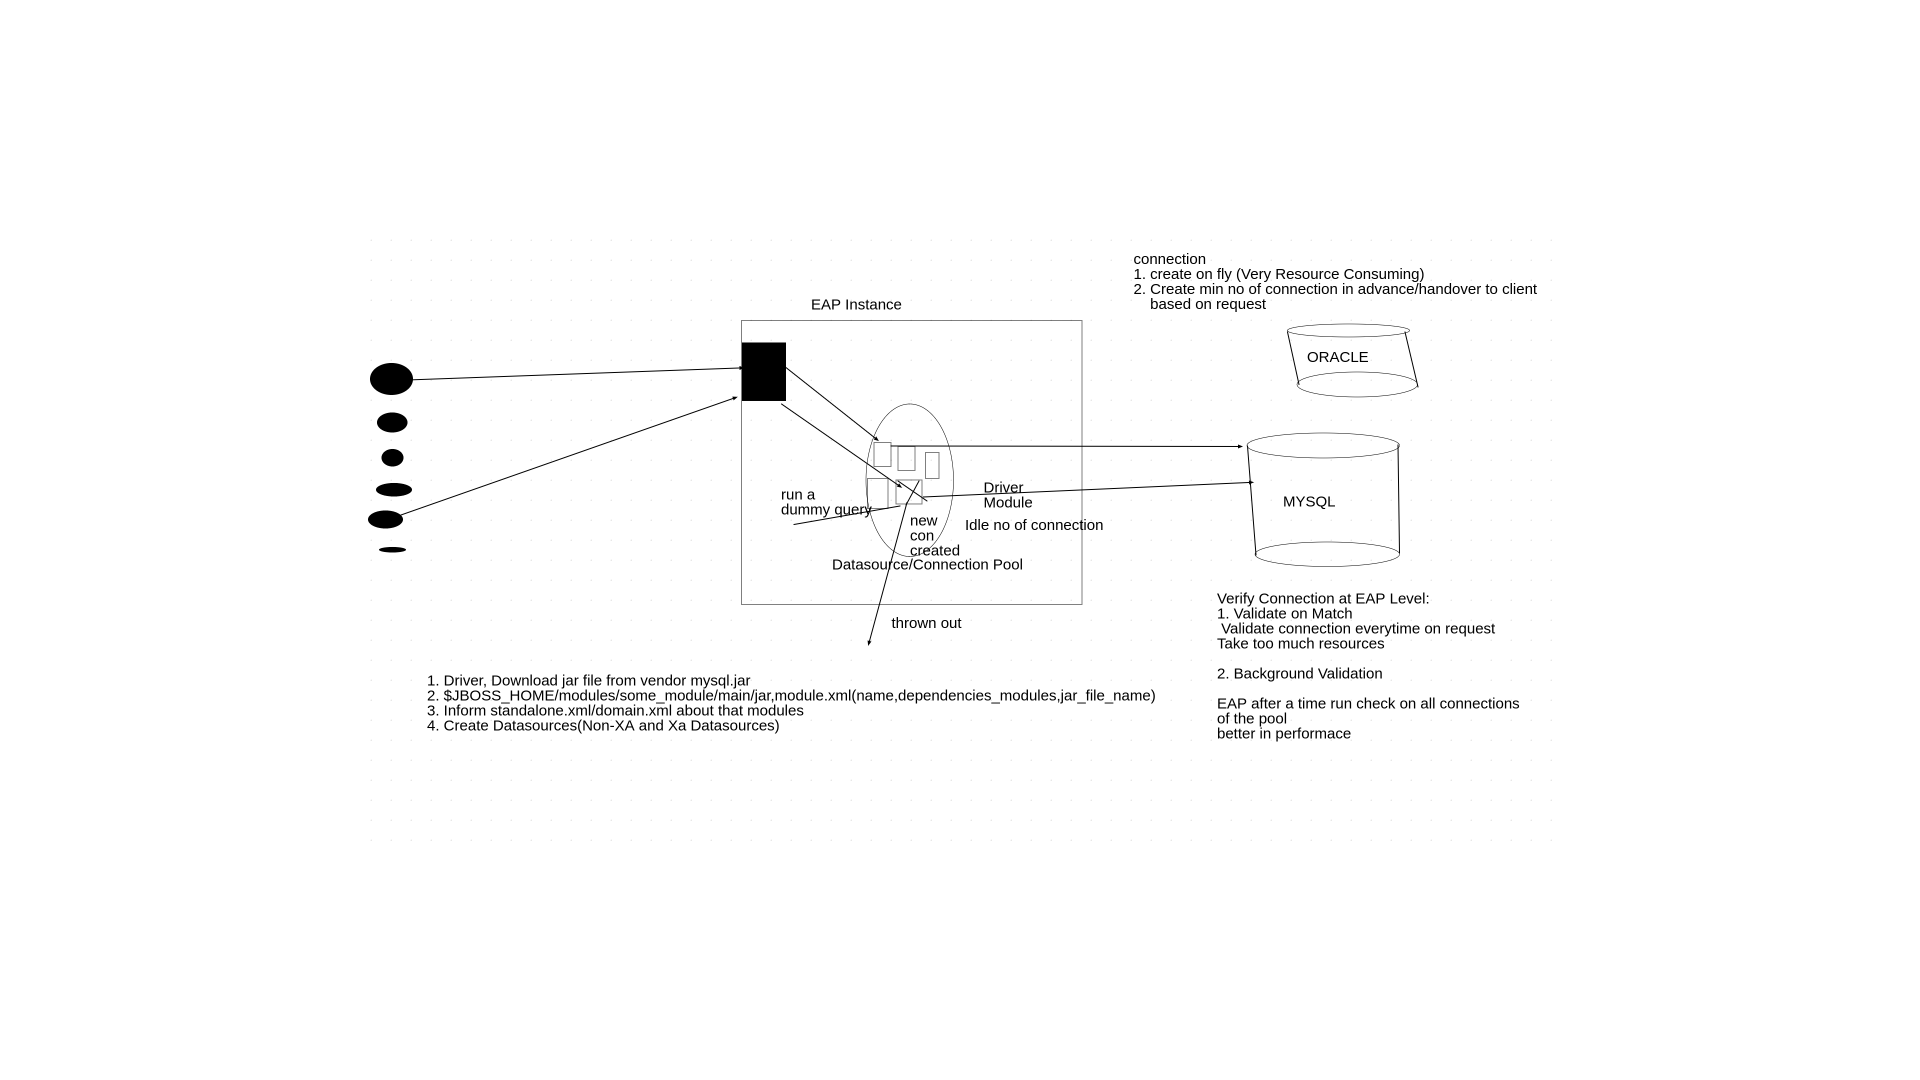 connection
1. create on fly (Very Resource Consuming)
2. Create min no of connection in advance/handover to client
based on request
EAP Instance
ORACLE
MYSQL
Driver
Module
run a
dummy query
Idle no of connection
new
con
created
Datasource/Connection Pool
thrown out
Verify Connection at EAP Level:
1. Validate on Match
Validate connection everytime on request
Take too much resources
2. Background Validation
EAP after a time run check on all connections
of the pool
better in performace
1. Driver, Download jar file from vendor mysql.jar
2. $JBOSS_HOME/modules/some_module/main/jar,module.xml(name,dependencies_modules,jar_file_name)
3. Inform standalone.xml/domain.xml about that modules
4. Create Datasources(Non-XA and Xa Datasources)